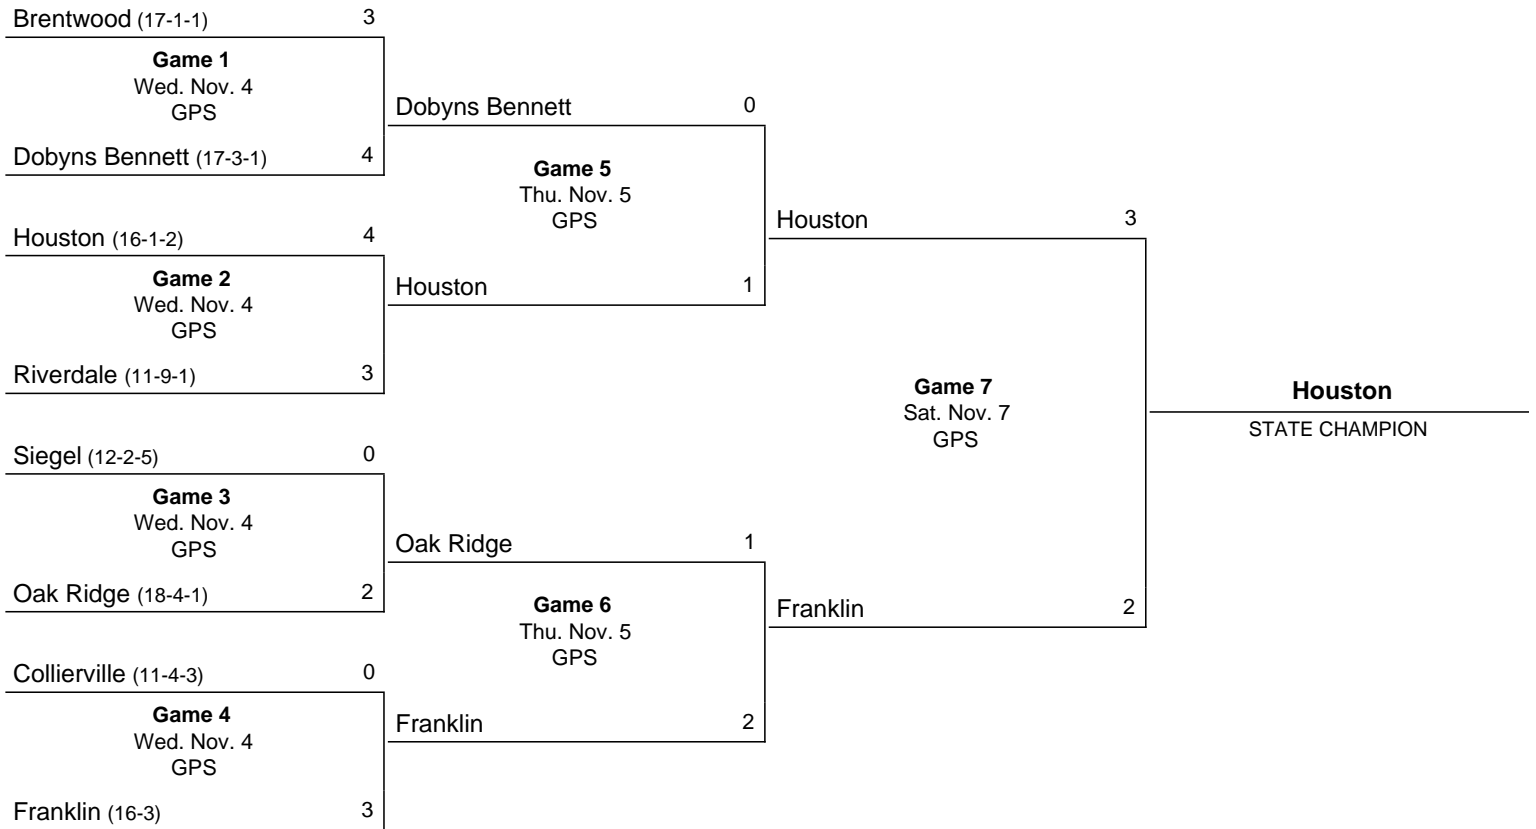 Brentwood (17-1-1) 3
Game 1
Wed. Nov. 4
GPS
Dobyns Bennett (17-3-1) 4
Houston (16-1-2) 4
Game 2
Wed. Nov. 4
GPS
Riverdale (11-9-1) 3
Siegel (12-2-5) 0
Game 3
Wed. Nov. 4
GPS
Oak Ridge (18-4-1) 2
Collierville (11-4-3) 0
Game 4
Wed. Nov. 4
GPS
Franklin (16-3) 3
Dobyns Bennett 0
Game 5
Thu. Nov. 5
GPS
Houston 1
Oak Ridge 1
Game 6
Thu. Nov. 5
GPS
Franklin 2
Houston 3
Game 7
Sat. Nov. 7
GPS
Franklin 2
Houston
STATE CHAMPION